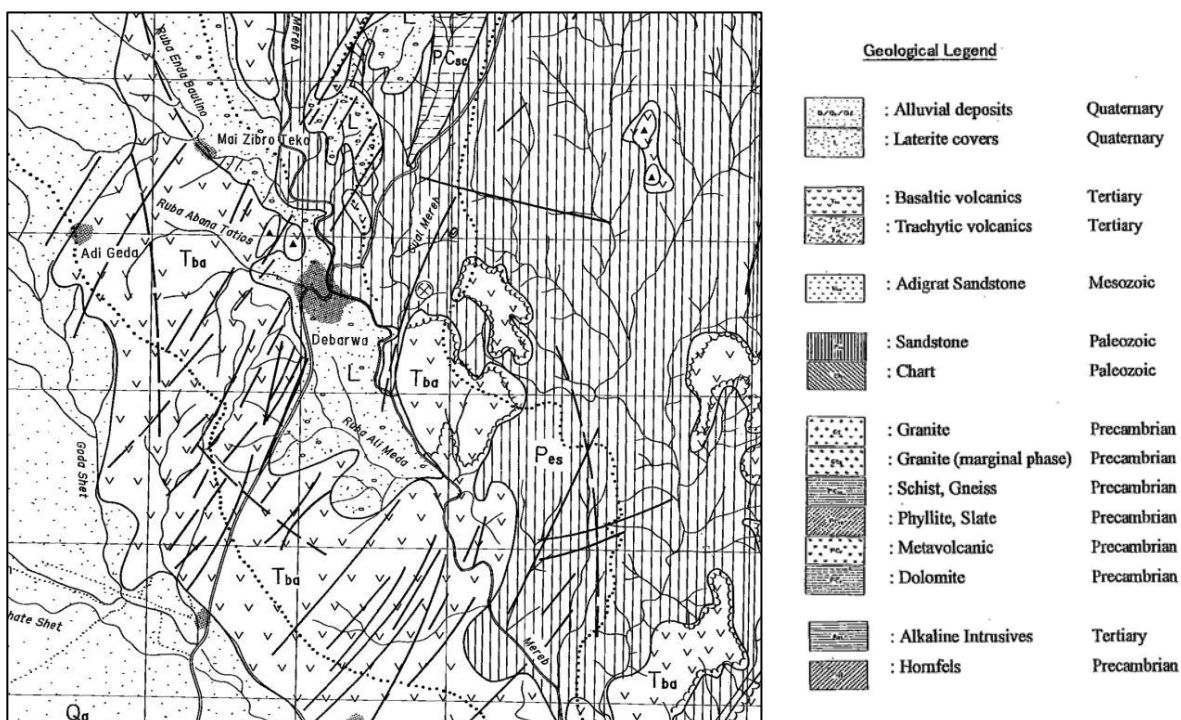 Ruba Enda Baulino
Mereb
L
PCsc
Mai Zibro Teka
L
Ruba Abana Tatios
Gual Mereb
Adi Geda
Tba
Debarwa
L
Tba
Ruba Ali Meda
Pes
Goda Shet
Tba
hate Shet
Mereb
Tba
Qa
Geological Legend
: Alluvial deposits Quaternary
: Laterite covers Quaternary
: Basaltic volcanics Tertiary
: Trachytic volcanics Tertiary
: Adigrat Sandstone Mesozoic
: Sandstone Paleozoic
: Chart Paleozoic
: Granite Precambrian
: Granite (marginal phase) Precambrian
: Schist, Gneiss Precambrian
: Phyllite, Slate Precambrian
: Metavolcanic Precambrian
: Dolomite Precambrian
: Alkaline Intrusives Tertiary
: Hornfels Precambrian